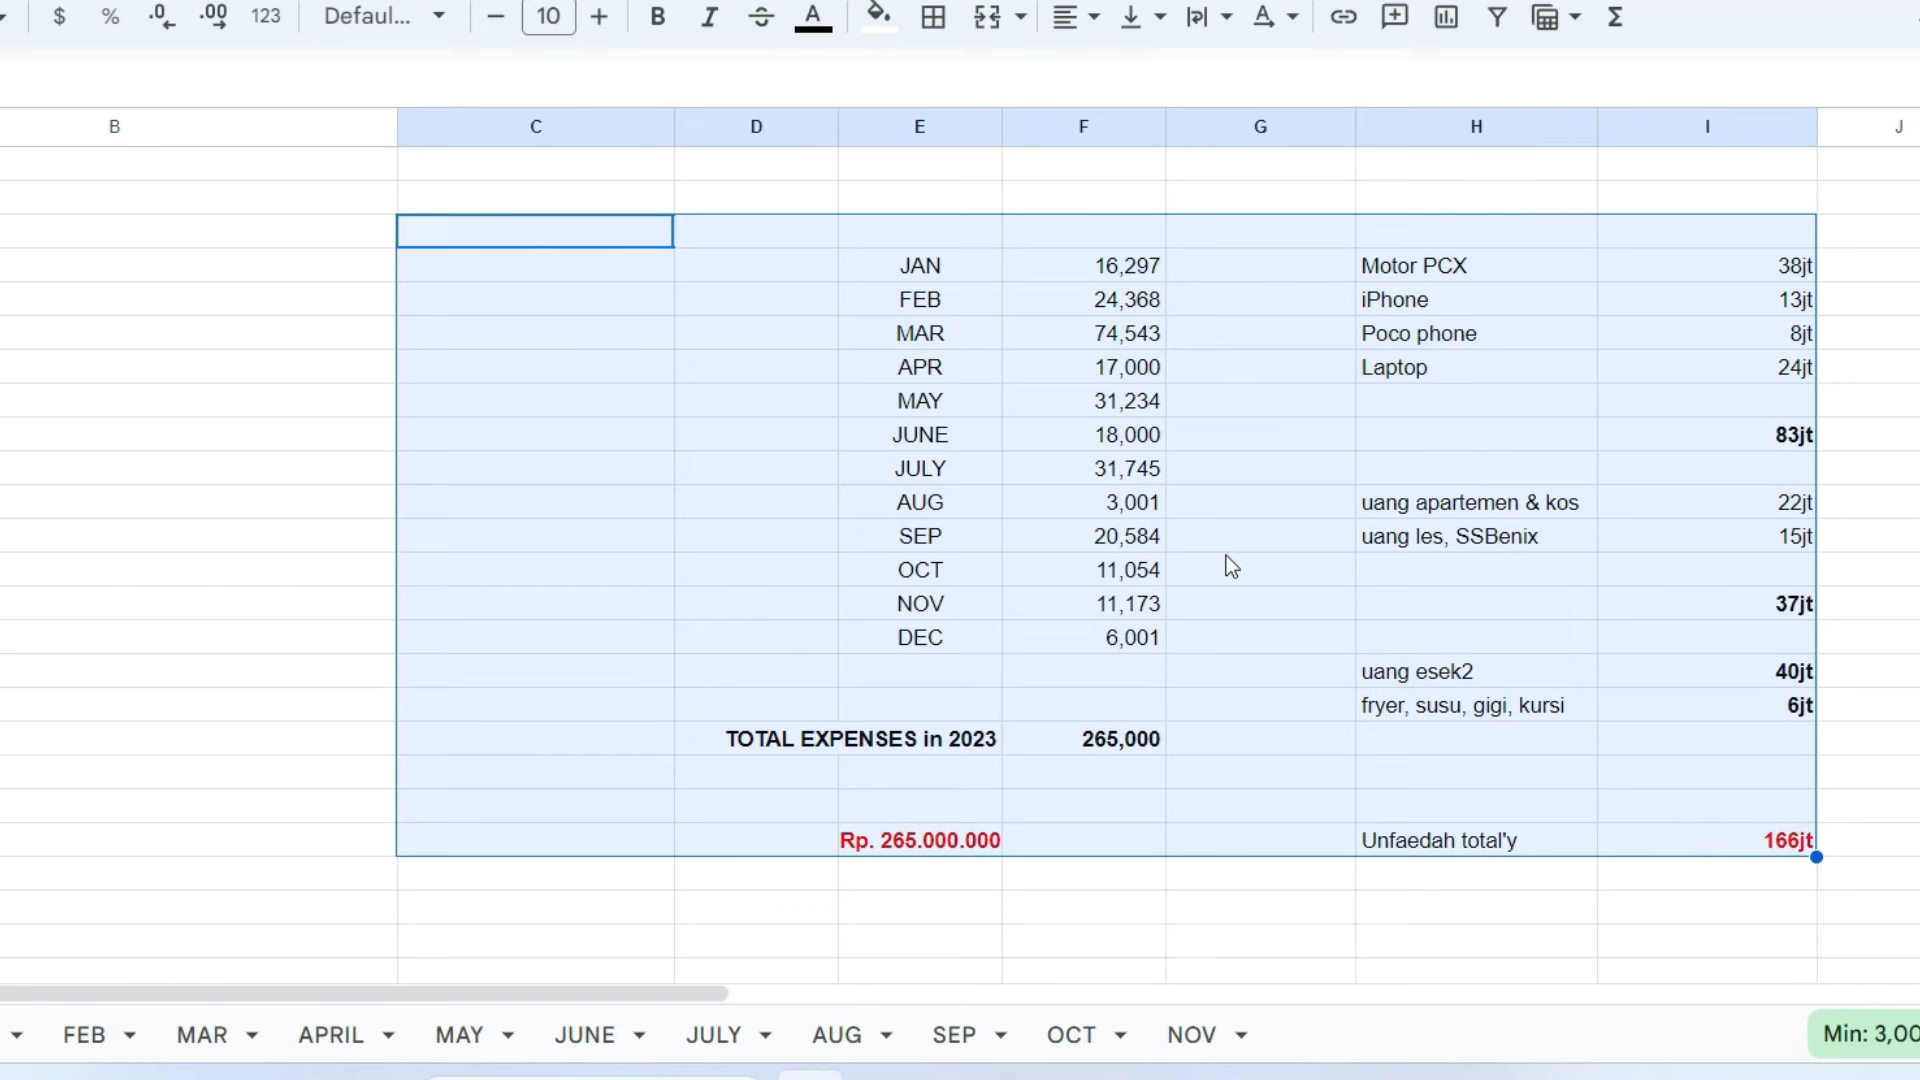 $ % .0 .00 123 Defaul... 10 B I A A Σ
B C D E F G H I J
JAN 16,297 Motor PCX 38jt
FEB 24,368 iPhone 13jt
MAR 74,543 Poco phone 8jt
APR 17,000 Laptop 24jt
MAY 31,234
JUNE 18,000 83jt
JULY 31,745
AUG 3,001 uang apartemen & kos 22jt
SEP 20,584 uang les, SSBenix 15jt
OCT 11,054
NOV 11,173 37jt
DEC 6,001
uang esek2 40jt
fryer, susu, gigi, kursi 6jt
TOTAL EXPENSES in 2023 265,000
Rp. 265.000.000 Unfaedah total'y 166jt
FEB MAR APRIL MAY JUNE JULY AUG SEP OCT NOV Min: 3,00